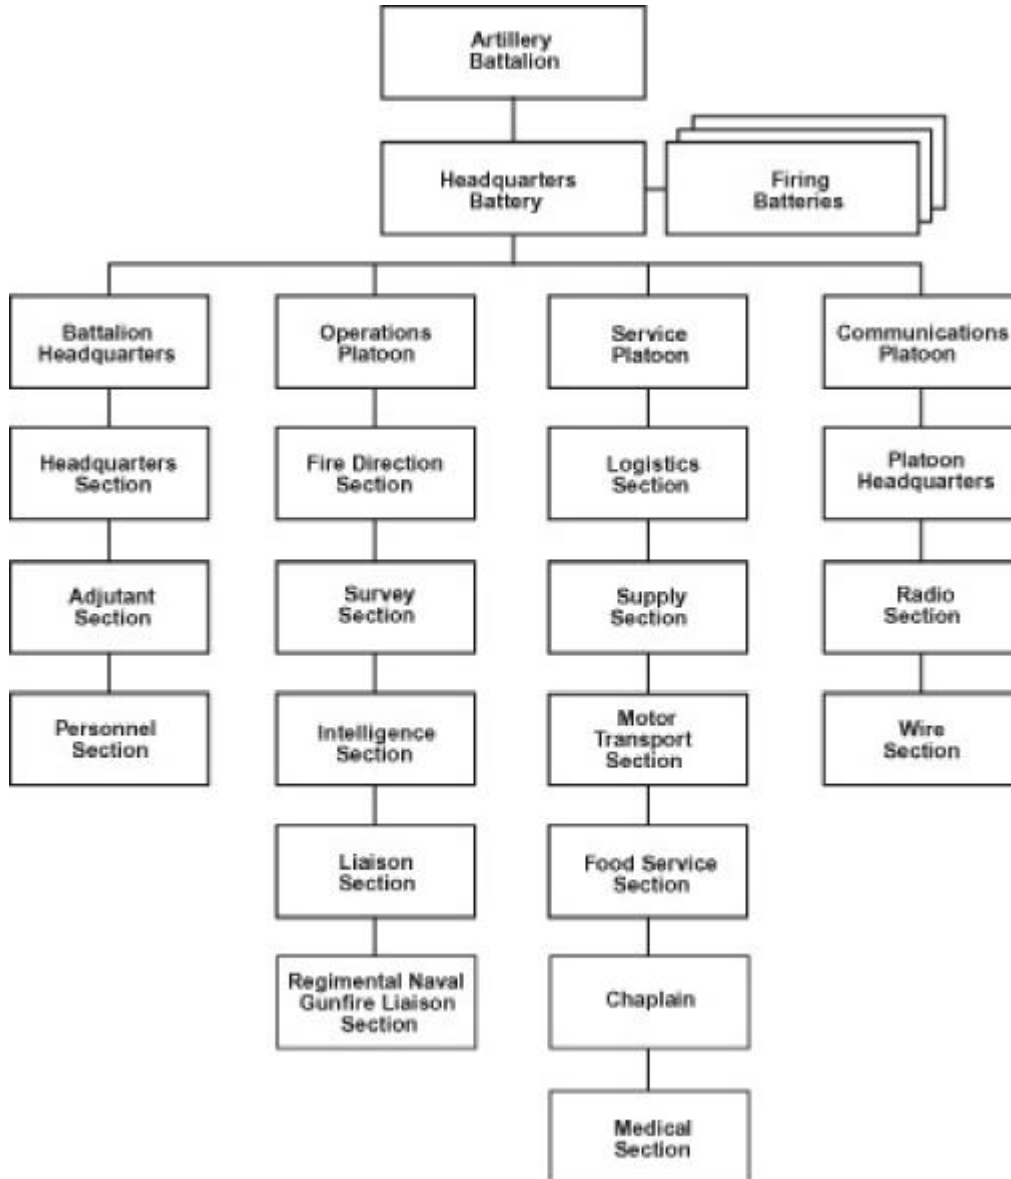 Artillery
Battalion
Headquarters
Battery
Firing
Batteries
Battalion
Headquarters
Operations
Platoon
Service
Platoon
Communications
Platoon
Headquarters
Section
Fire Direction
Section
Logistics
Section
Platoon
Headquarters
Adjutant
Section
Survey
Section
Supply
Section
Radio
Section
Personnel
Section
Intelligence
Section
Motor
Transport
Section
Wire
Section
Liaison
Section
Food Service
Section
Regimental Naval
Gunfire Liaison
Section
Chaplain
Medical
Section